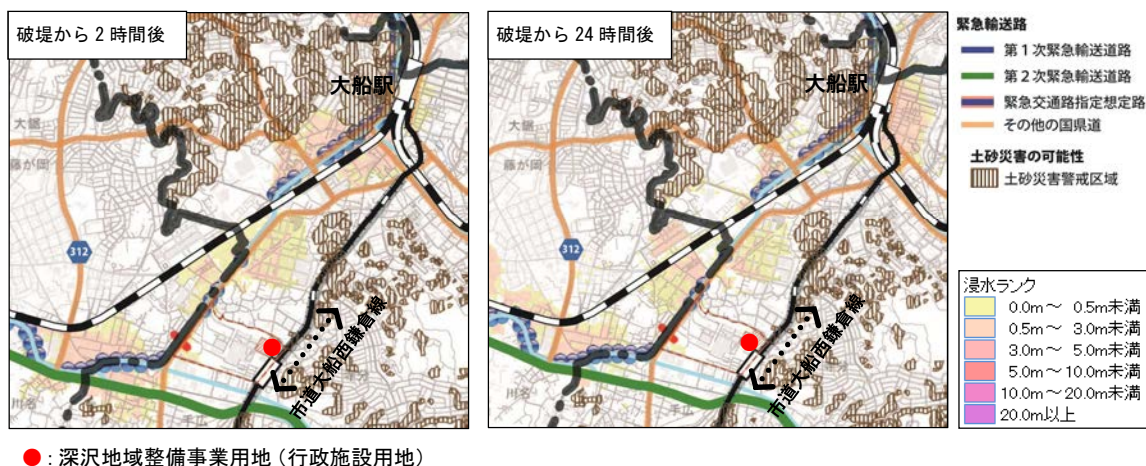 破堤から 2 時間後
大船駅
大鋸
藤が岡
312
市道大船西鎌倉線
川名
手広
破堤から 24 時間後
大船駅
大鋸
藤が岡
312
市道大船西鎌倉線
川名
手広
緊急輸送路
第1次緊急輸送道路
第2次緊急輸送道路
緊急交通路指定想定路
その他の国県道
土砂災害の可能性
土砂災害警戒区域
浸水ランク
0.0m～ 0.5m未満
0.5m～ 3.0m未満
3.0m～ 5.0m未満
5.0m～10.0m未満
10.0m～20.0m未満
20.0m以上
●：深沢地域整備事業用地（行政施設用地）